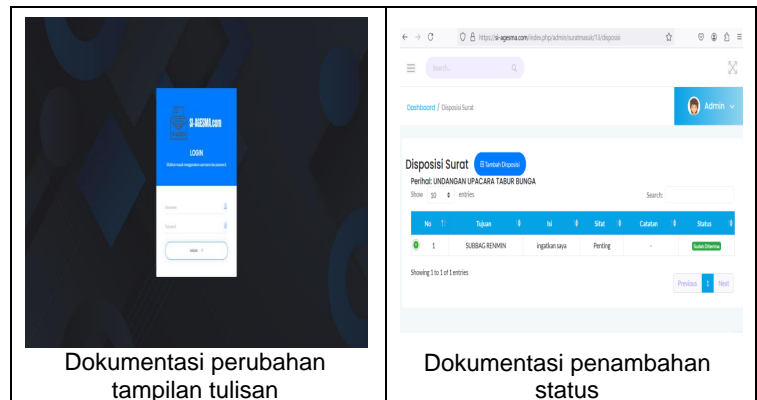 SI-AGESMA.com
LOGIN
https://si-agesma.com/index.php/admin/suratmasuk/13/disposisi
Search..
Dashboard / Disposisi Surat
Admin
Disposisi Surat
Tambah Disposisi
Perihal: UNDANGAN UPACARA TABUR BUNGA
Show 10 entries Search:
No Tujuan Isi Sifat Catatan Status
1 SUBBAG RENMIN ingatkan saya Penting - Sudah Diterima
Showing 1 to 1 of 1 entries
Previous 1 Next
Dokumentasi perubahan
tampilan tulisan
Dokumentasi penambahan
status